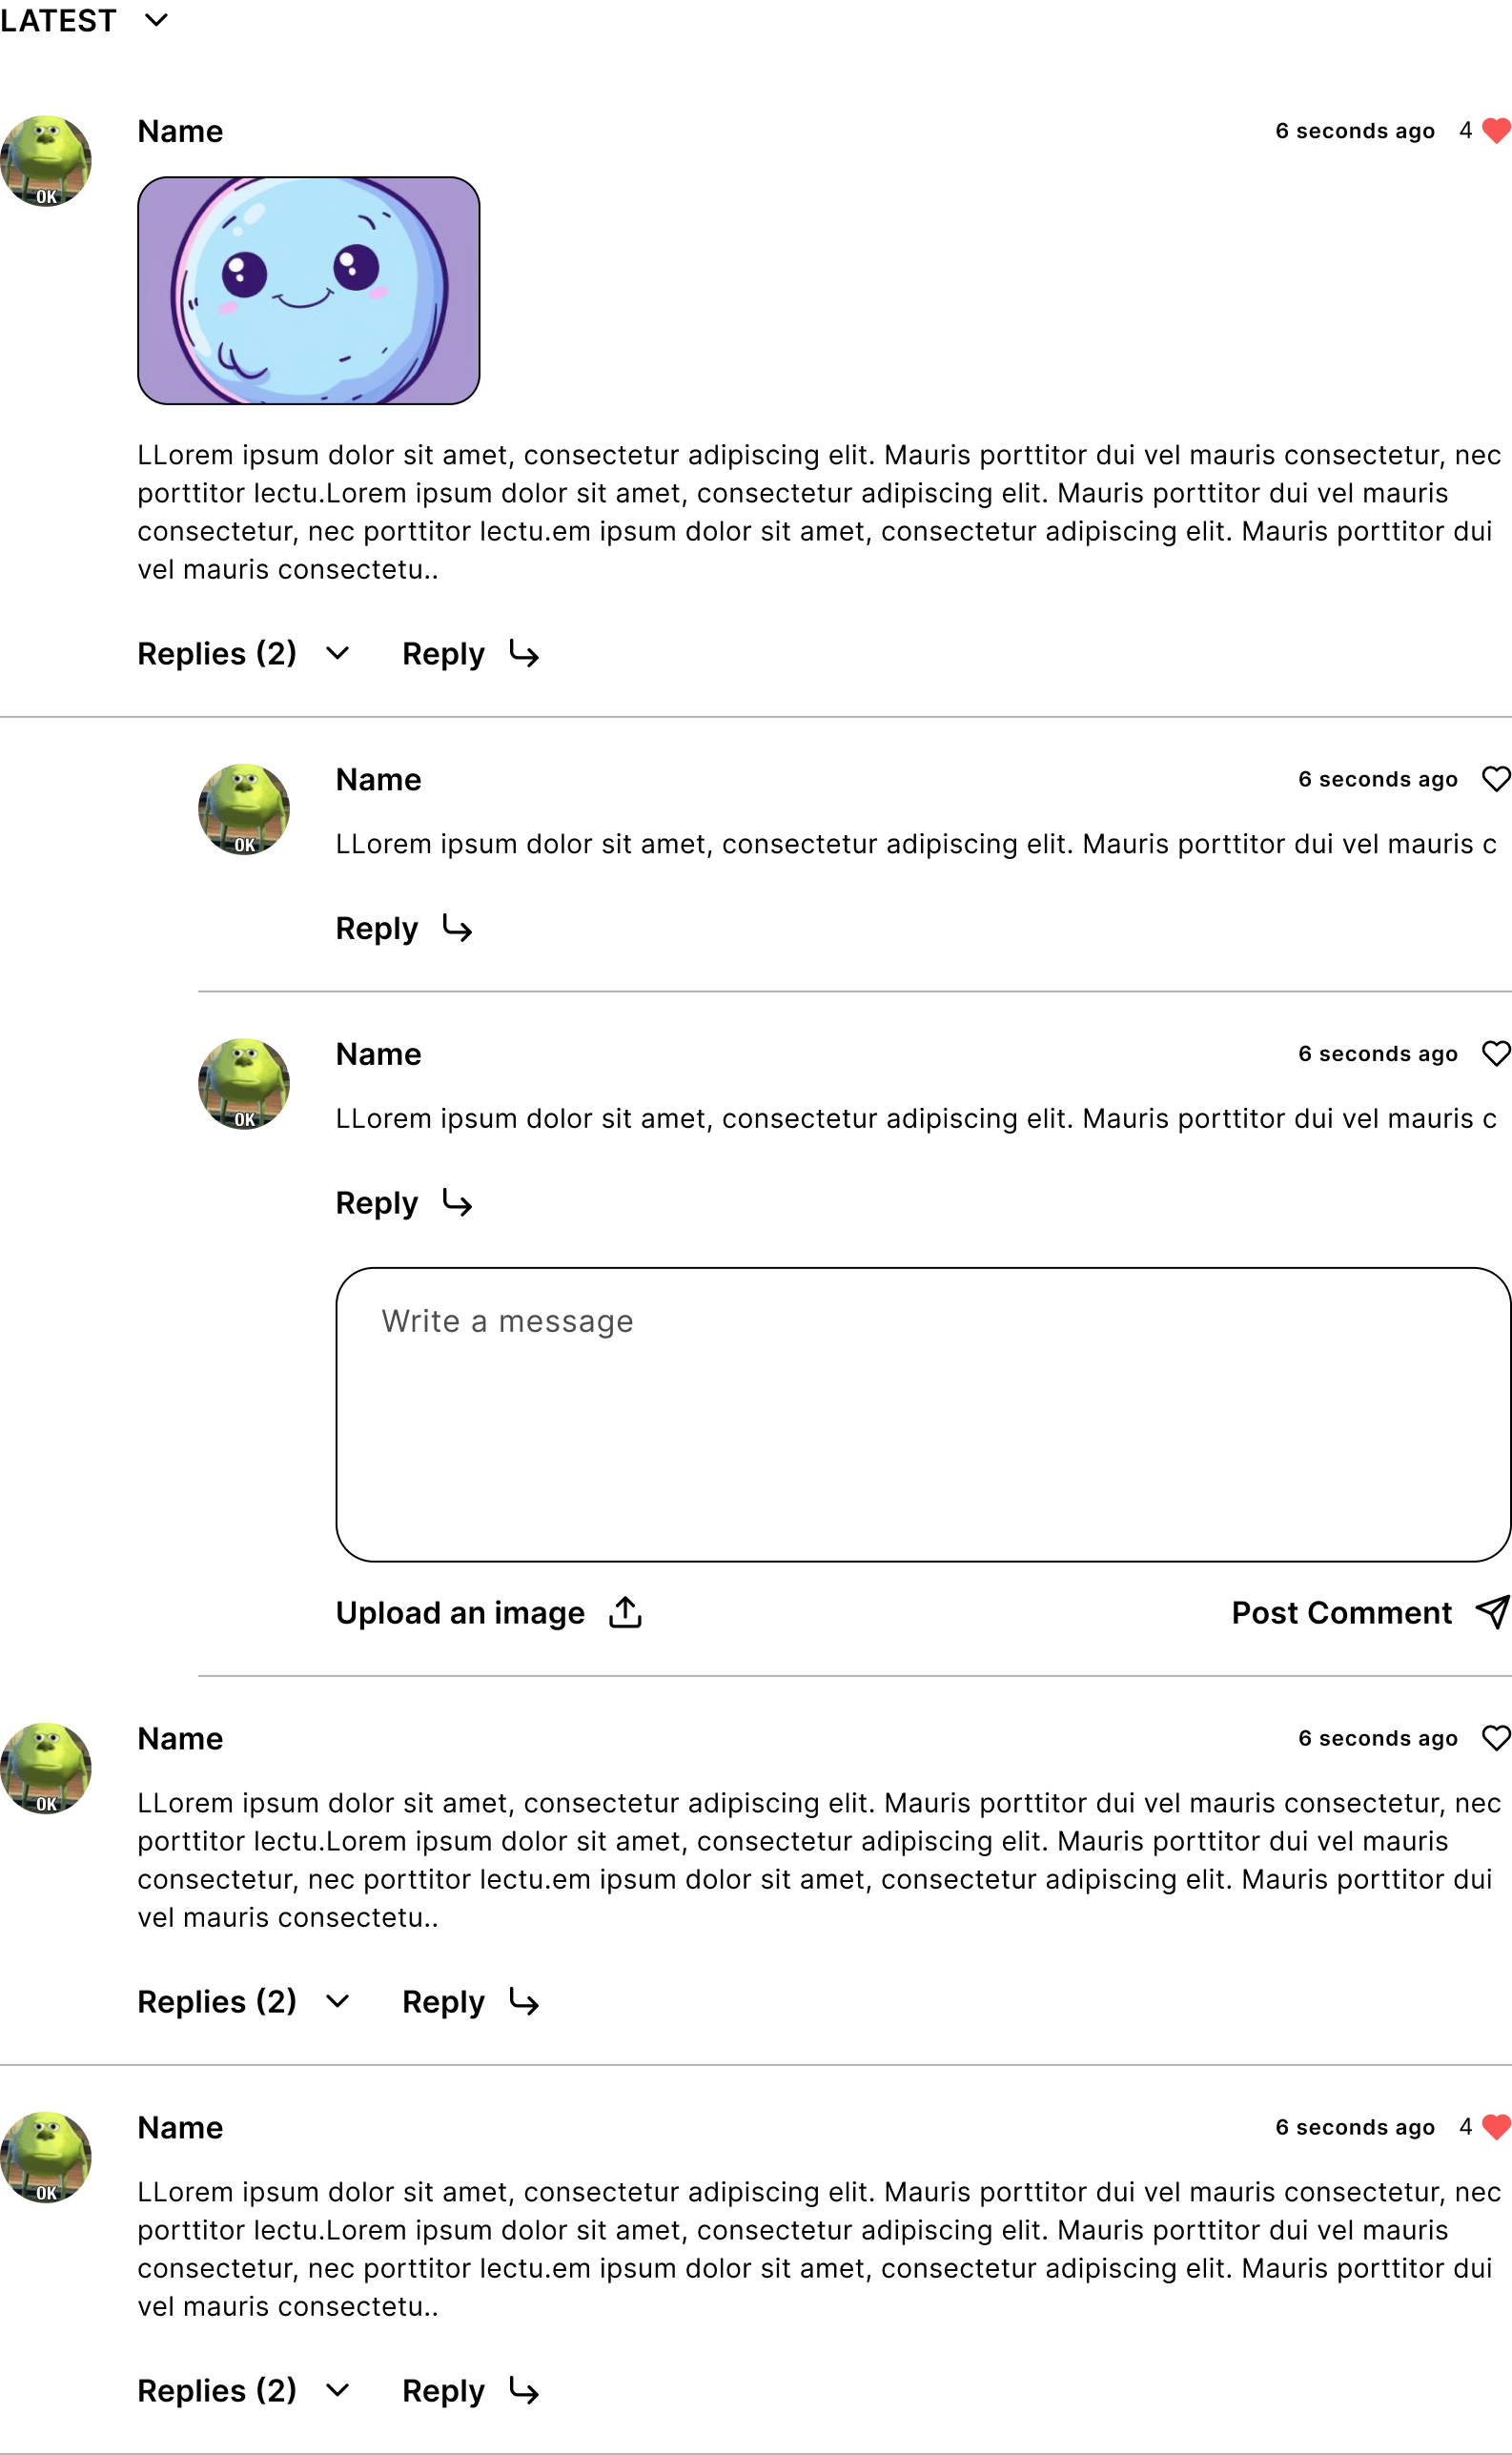 LATEST
Name
6 seconds ago 4
OK
LLorem ipsum dolor sit amet, consectetur adipiscing elit. Mauris porttitor dui vel mauris consectetur, nec
porttitor lectu.Lorem ipsum dolor sit amet, consectetur adipiscing elit. Mauris porttitor dui vel mauris
consectetur, nec porttitor lectu.em ipsum dolor sit amet, consectetur adipiscing elit. Mauris porttitor dui
vel mauris consectetu..
Replies (2) Reply
Name
6 seconds ago
OK
LLorem ipsum dolor sit amet, consectetur adipiscing elit. Mauris porttitor dui vel mauris c
Reply
Name
6 seconds ago
OK
LLorem ipsum dolor sit amet, consectetur adipiscing elit. Mauris porttitor dui vel mauris c
Reply
Write a message
Upload an image
Post Comment
Name
6 seconds ago
OK
LLorem ipsum dolor sit amet, consectetur adipiscing elit. Mauris porttitor dui vel mauris consectetur, nec
porttitor lectu.Lorem ipsum dolor sit amet, consectetur adipiscing elit. Mauris porttitor dui vel mauris
consectetur, nec porttitor lectu.em ipsum dolor sit amet, consectetur adipiscing elit. Mauris porttitor dui
vel mauris consectetu..
Replies (2) Reply
Name
6 seconds ago 4
OK
LLorem ipsum dolor sit amet, consectetur adipiscing elit. Mauris porttitor dui vel mauris consectetur, nec
porttitor lectu.Lorem ipsum dolor sit amet, consectetur adipiscing elit. Mauris porttitor dui vel mauris
consectetur, nec porttitor lectu.em ipsum dolor sit amet, consectetur adipiscing elit. Mauris porttitor dui
vel mauris consectetu..
Replies (2) Reply